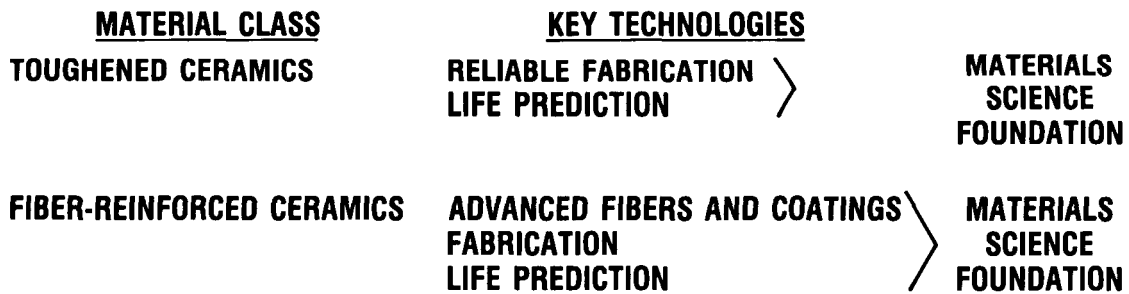 MATERIAL CLASS KEY TECHNOLOGIES
TOUGHENED CERAMICS RELIABLE FABRICATION MATERIALS
LIFE PREDICTION SCIENCE
FOUNDATION
FIBER-REINFORCED CERAMICS ADVANCED FIBERS AND COATINGS MATERIALS
FABRICATION SCIENCE
LIFE PREDICTION FOUNDATION